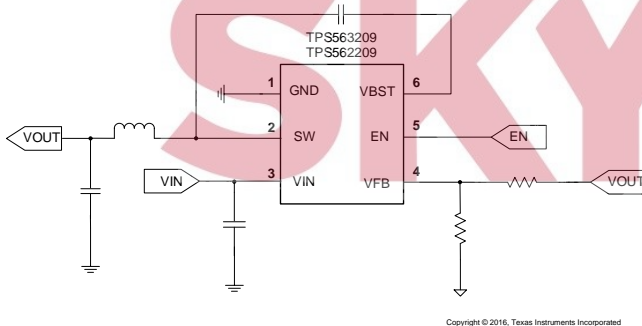 TPS563209
TPS562209
1 GND VBST 6
2 SW EN 5
3 VIN VFB 4
VOUT
VIN
EN
VOUT
SKY
Copyright © 2016, Texas Instruments Incorporated